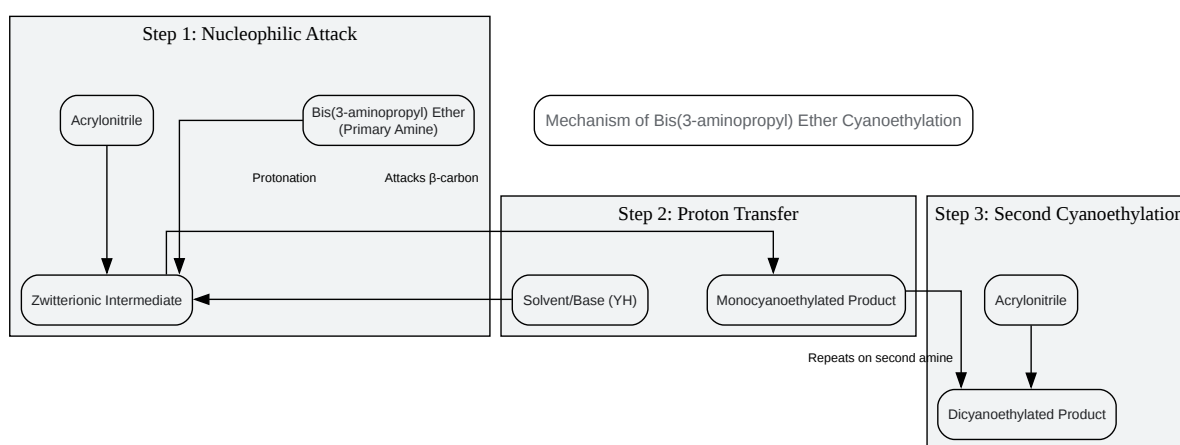 Step 1: Nucleophilic Attack
Acrylonitrile
Bis(3-aminopropyl) Ether
(Primary Amine)
Mechanism of Bis(3-aminopropyl) Ether Cyanoethylation
Protonation
Attacks β-carbon
Step 2: Proton Transfer
Step 3: Second Cyanoethylation
Zwitterionic Intermediate
Solvent/Base (YH)
Monocyanoethylated Product
Acrylonitrile
Repeats on second amine
Dicyanoethylated Product